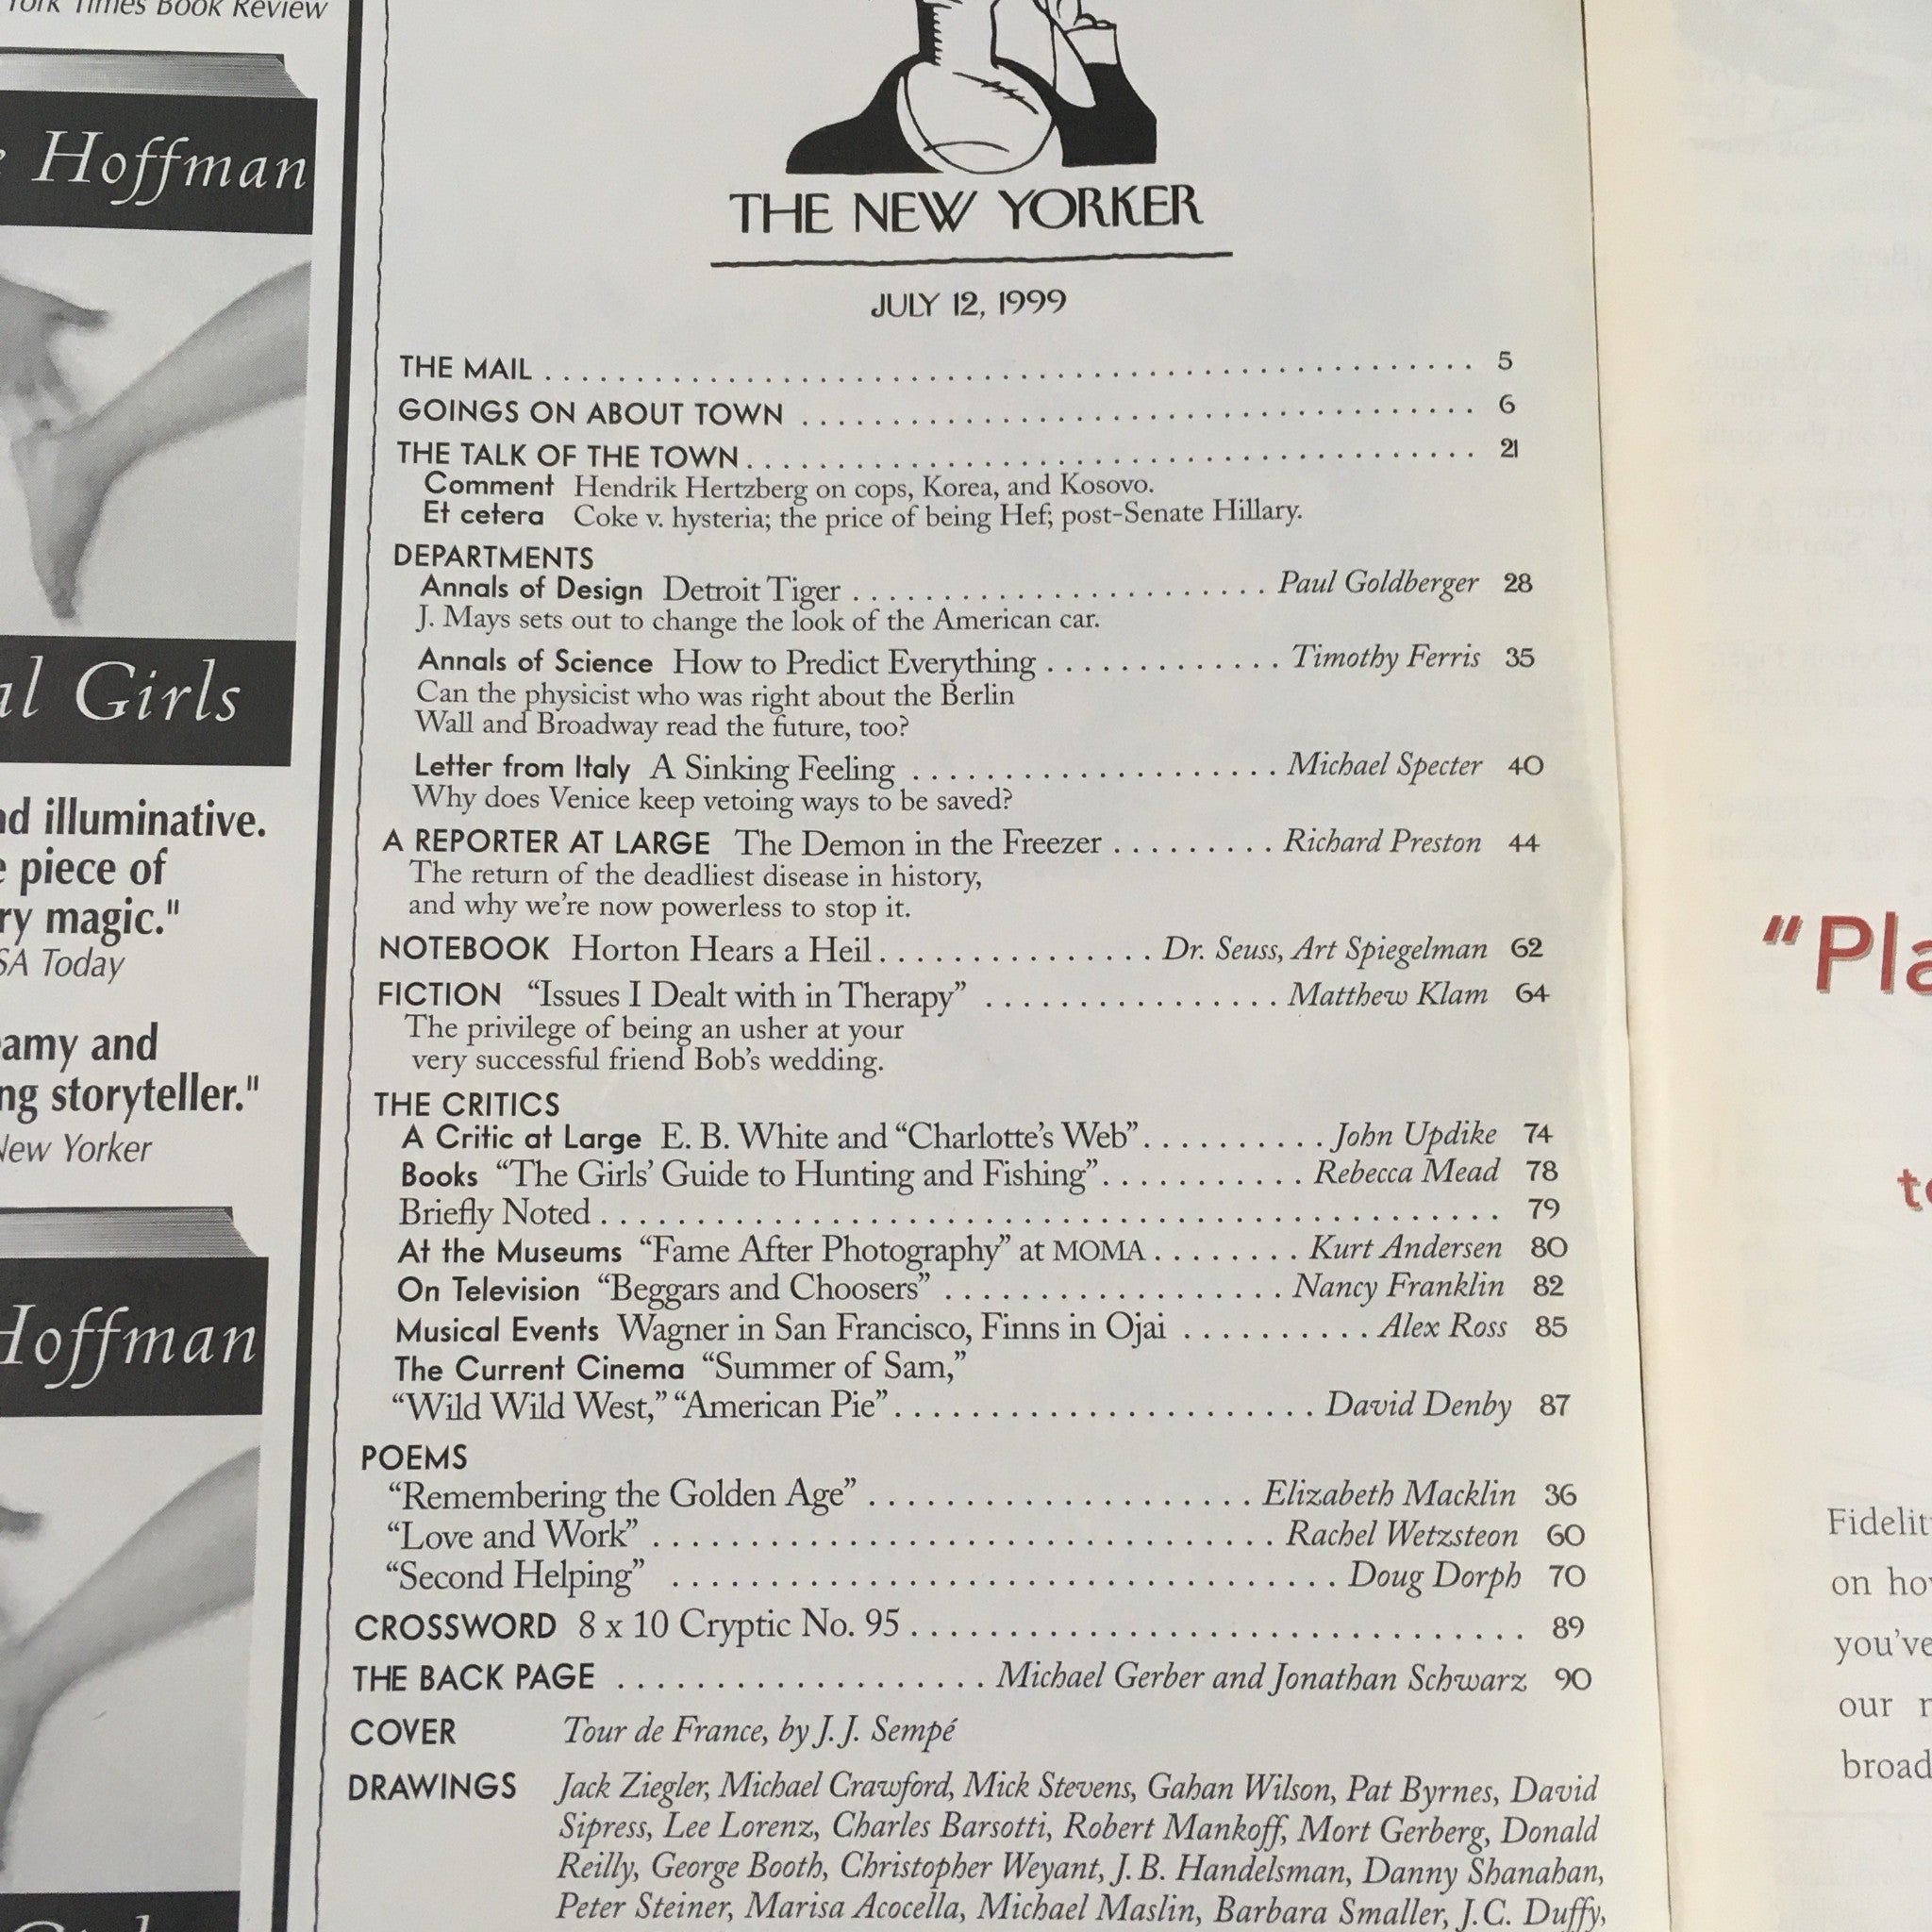 York Times Book Review
Hoffman
Girls
illuminative.
piece of
magic."
Today
and
storyteller."
New Yorker
Hoffman
THE NEW YORKER
JULY 12, 1999
THE MAIL . . . . . . . . . . . . . . . . . . . . 5
GOINGS ON ABOUT TOWN . . . . . . . . . . . . . . . . . . . . 6
THE TALK OF THE TOWN . . . . . . . . . . . . . . . . . . . . 21
Comment Hendrik Hertzberg on cops, Korea, and Kosovo.
Et cetera Coke v. hysteria; the price of being Hef; post-Senate Hillary.
DEPARTMENTS
Annals of Design Detroit Tiger . . . . . . . . . . Paul Goldberger 28
J. Mays sets out to change the look of the American car.
Annals of Science How to Predict Everything . . . . . . . . . . Timothy Ferris 35
Can the physicist who was right about the Berlin
Wall and Broadway read the future, too?
Letter from Italy A Sinking Feeling . . . . . . . . . . Michael Specter 40
Why does Venice keep vetoing ways to be saved?
A REPORTER AT LARGE The Demon in the Freezer . . . . . . . . . Richard Preston 44
The return of the deadliest disease in history,
and why we're now powerless to stop it.
NOTEBOOK Horton Hears a Heil . . . . . . . . . . Dr. Seuss, Art Spiegelman 62
FICTION “Issues I Dealt with in Therapy” . . . . . . . . . . Matthew Klam 64
The privilege of being an usher at your
very successful friend Bob's wedding.
THE CRITICS
A Critic at Large E. B. White and “Charlotte's Web” . . . . . . . . . . John Updike 74
Books “The Girls' Guide to Hunting and Fishing” . . . . . . . . . . Rebecca Mead 78
Briefly Noted . . . . . . . . . . . . . . . . . . . . 79
At the Museums “Fame After Photography” at MOMA . . . . . . . . Kurt Andersen 80
On Television “Beggars and Choosers” . . . . . . . . . . Nancy Franklin 82
Musical Events Wagner in San Francisco, Finns in Ojai . . . . . . . . . . Alex Ross 85
The Current Cinema “Summer of Sam,”
“Wild Wild West,” “American Pie” . . . . . . . . . . David Denby 87
POEMS
“Remembering the Golden Age” . . . . . . . . . . Elizabeth Macklin 36
“Love and Work” . . . . . . . . . . Rachel Wetzsteon 60
“Second Helping” . . . . . . . . . . Doug Dorph 70
CROSSWORD 8 x 10 Cryptic No. 95 . . . . . . . . . . 89
THE BACK PAGE . . . . . . . . . . Michael Gerber and Jonathan Schwarz 90
COVER Tour de France, by J. J. Sempé
DRAWINGS Jack Ziegler, Michael Crawford, Mick Stevens, Gahan Wilson, Pat Byrnes, David
Sipress, Lee Lorenz, Charles Barsotti, Robert Mankoff, Mort Gerberg, Donald
Reilly, George Booth, Christopher Weyant, J. B. Handelsman, Danny Shanahan,
Peter Steiner, Marisa Acocella, Michael Maslin, Barbara Smaller, J.C. Duffy,
“Pla
Fidelit
on
you've
our
broad